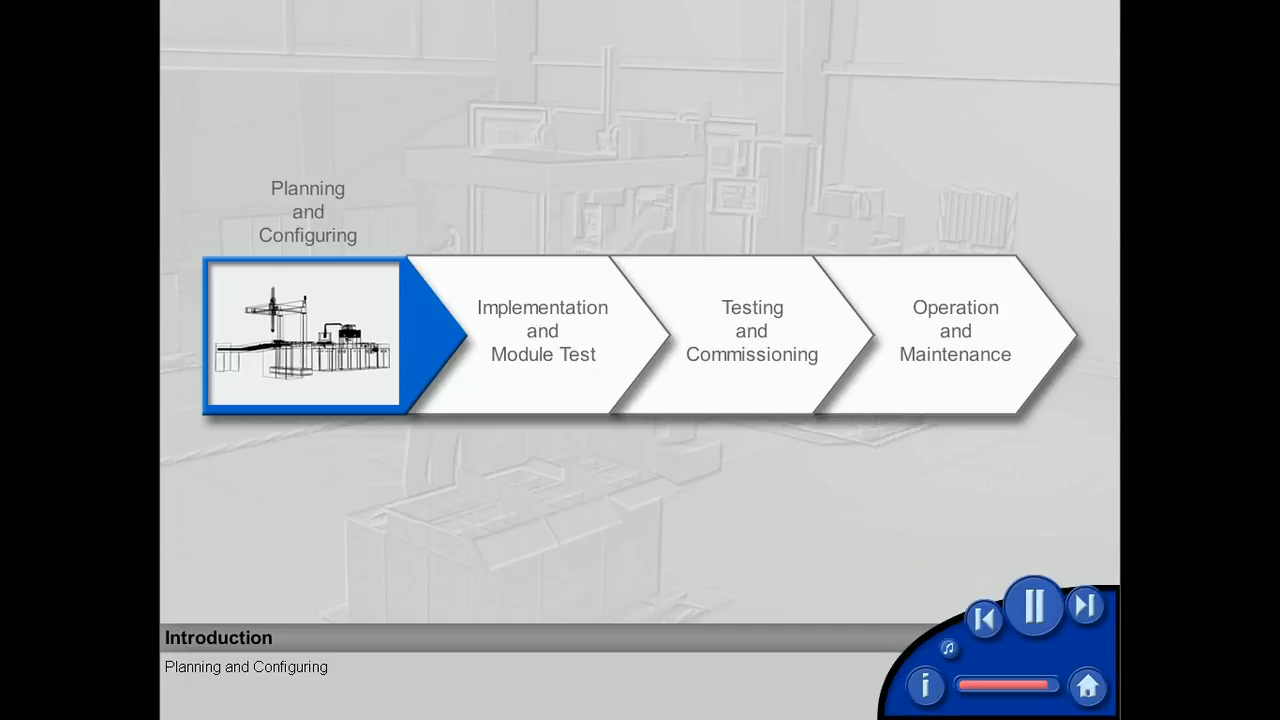 Planning
and
Configuring
Implementation
and
Module Test
Testing
and
Commissioning
Operation
and
Maintenance
Introduction
Planning and Configuring
i